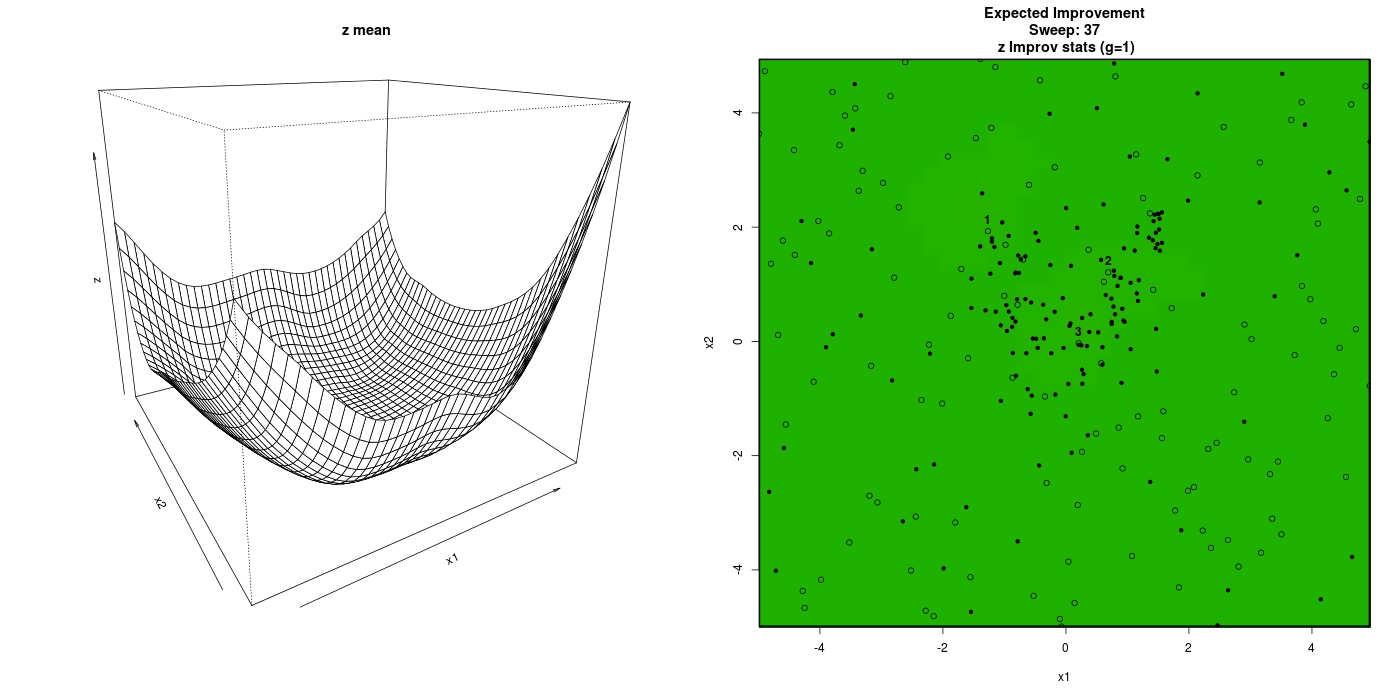 z mean
z
x2
x1
Expected Improvement
Sweep: 37
z Improv stats (g=1)
x2
4
2
0
-2
-4
1
2
3
-4
-2
0
2
4
x1